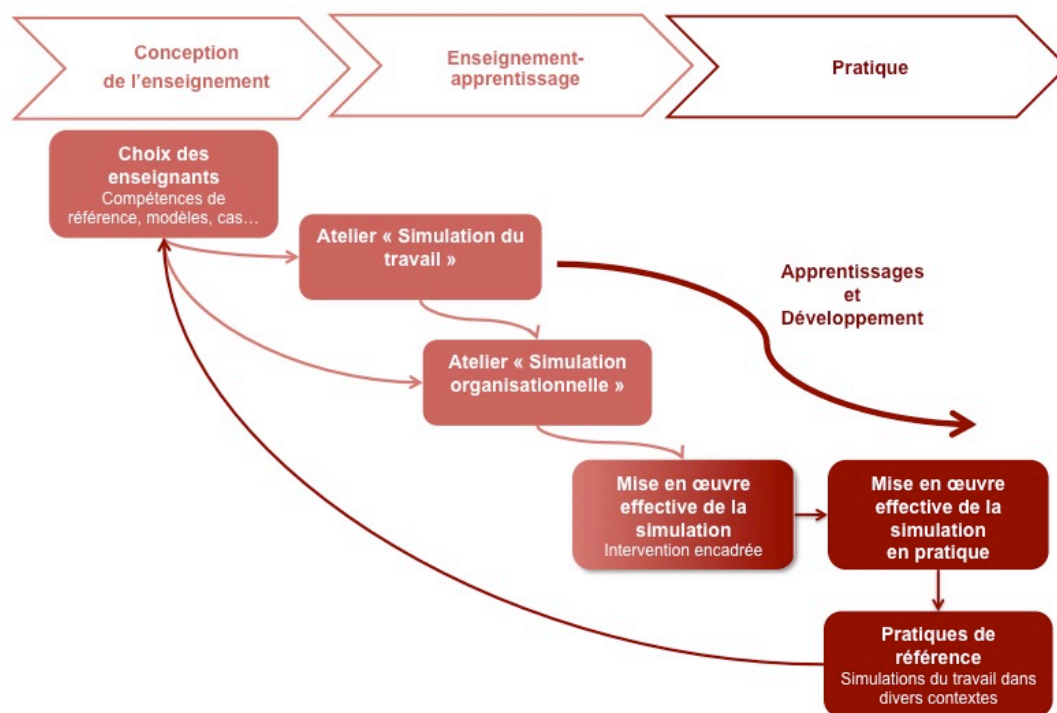 Conception
de l’enseignement
Enseignement-
apprentissage
Pratique
Choix des
enseignants
Compétences de
référence, modèles, cas…
Atelier « Simulation du
travail »
Apprentissages
et
Développement
Atelier « Simulation
organisationnelle »
Mise en œuvre
effective de la
simulation
Intervention encadrée
Mise en œuvre
effective de la
simulation
en pratique
Pratiques de
référence
Simulations du travail dans
divers contextes